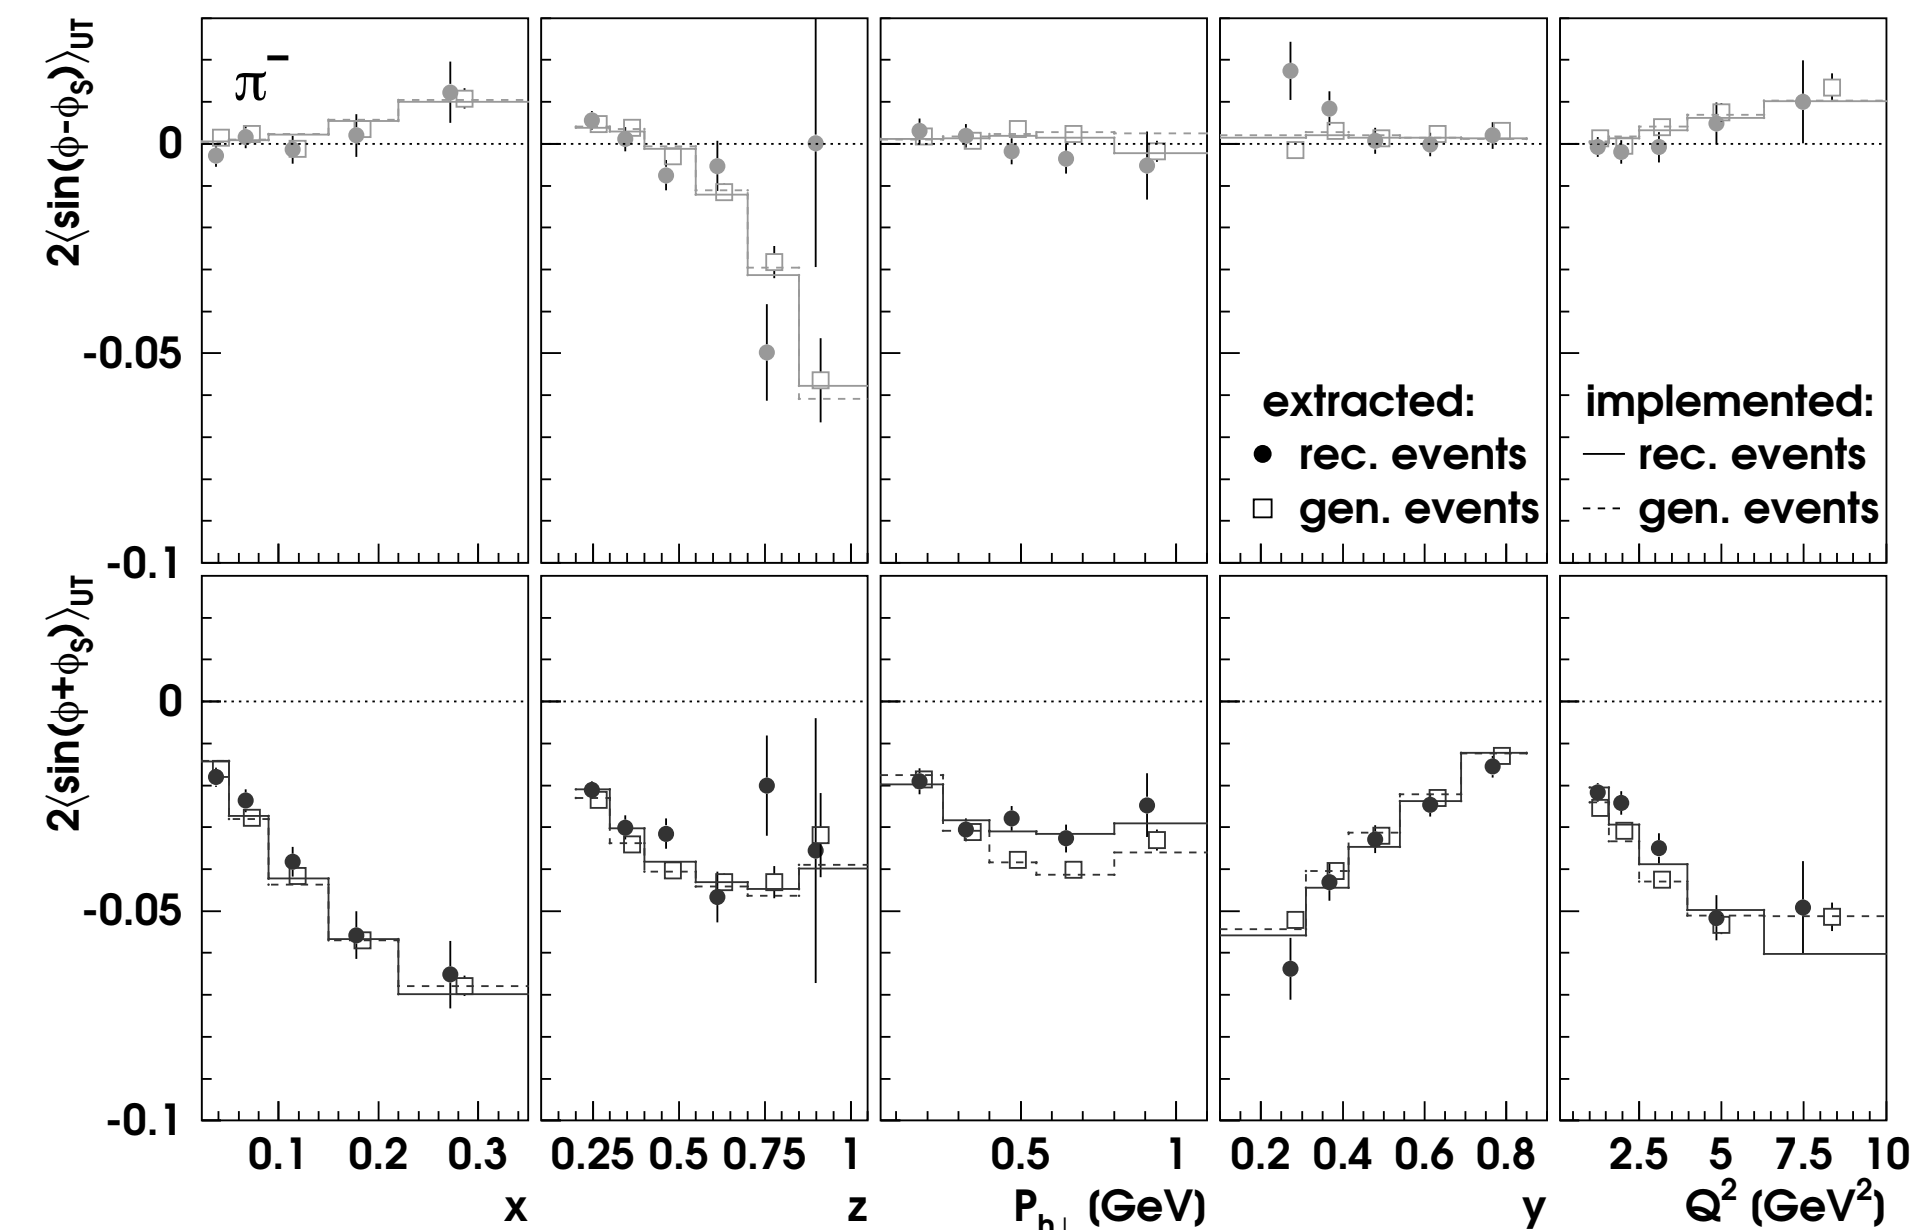 2⟨sin(ϕ-ϕS)⟩UT
π−
0
-0.05
-0.1
extracted:
rec. events
gen. events
implemented:
rec. events
gen. events
2⟨sin(ϕ+ϕS)⟩UT
0
-0.05
-0.1
0.1 0.2 0.3
0.25 0.5 0.75 1
0.5 1
0.2 0.4 0.6 0.8
2.5 5 7.5 10
x
z
Ph⊥ (GeV)
y
Q² (GeV²)